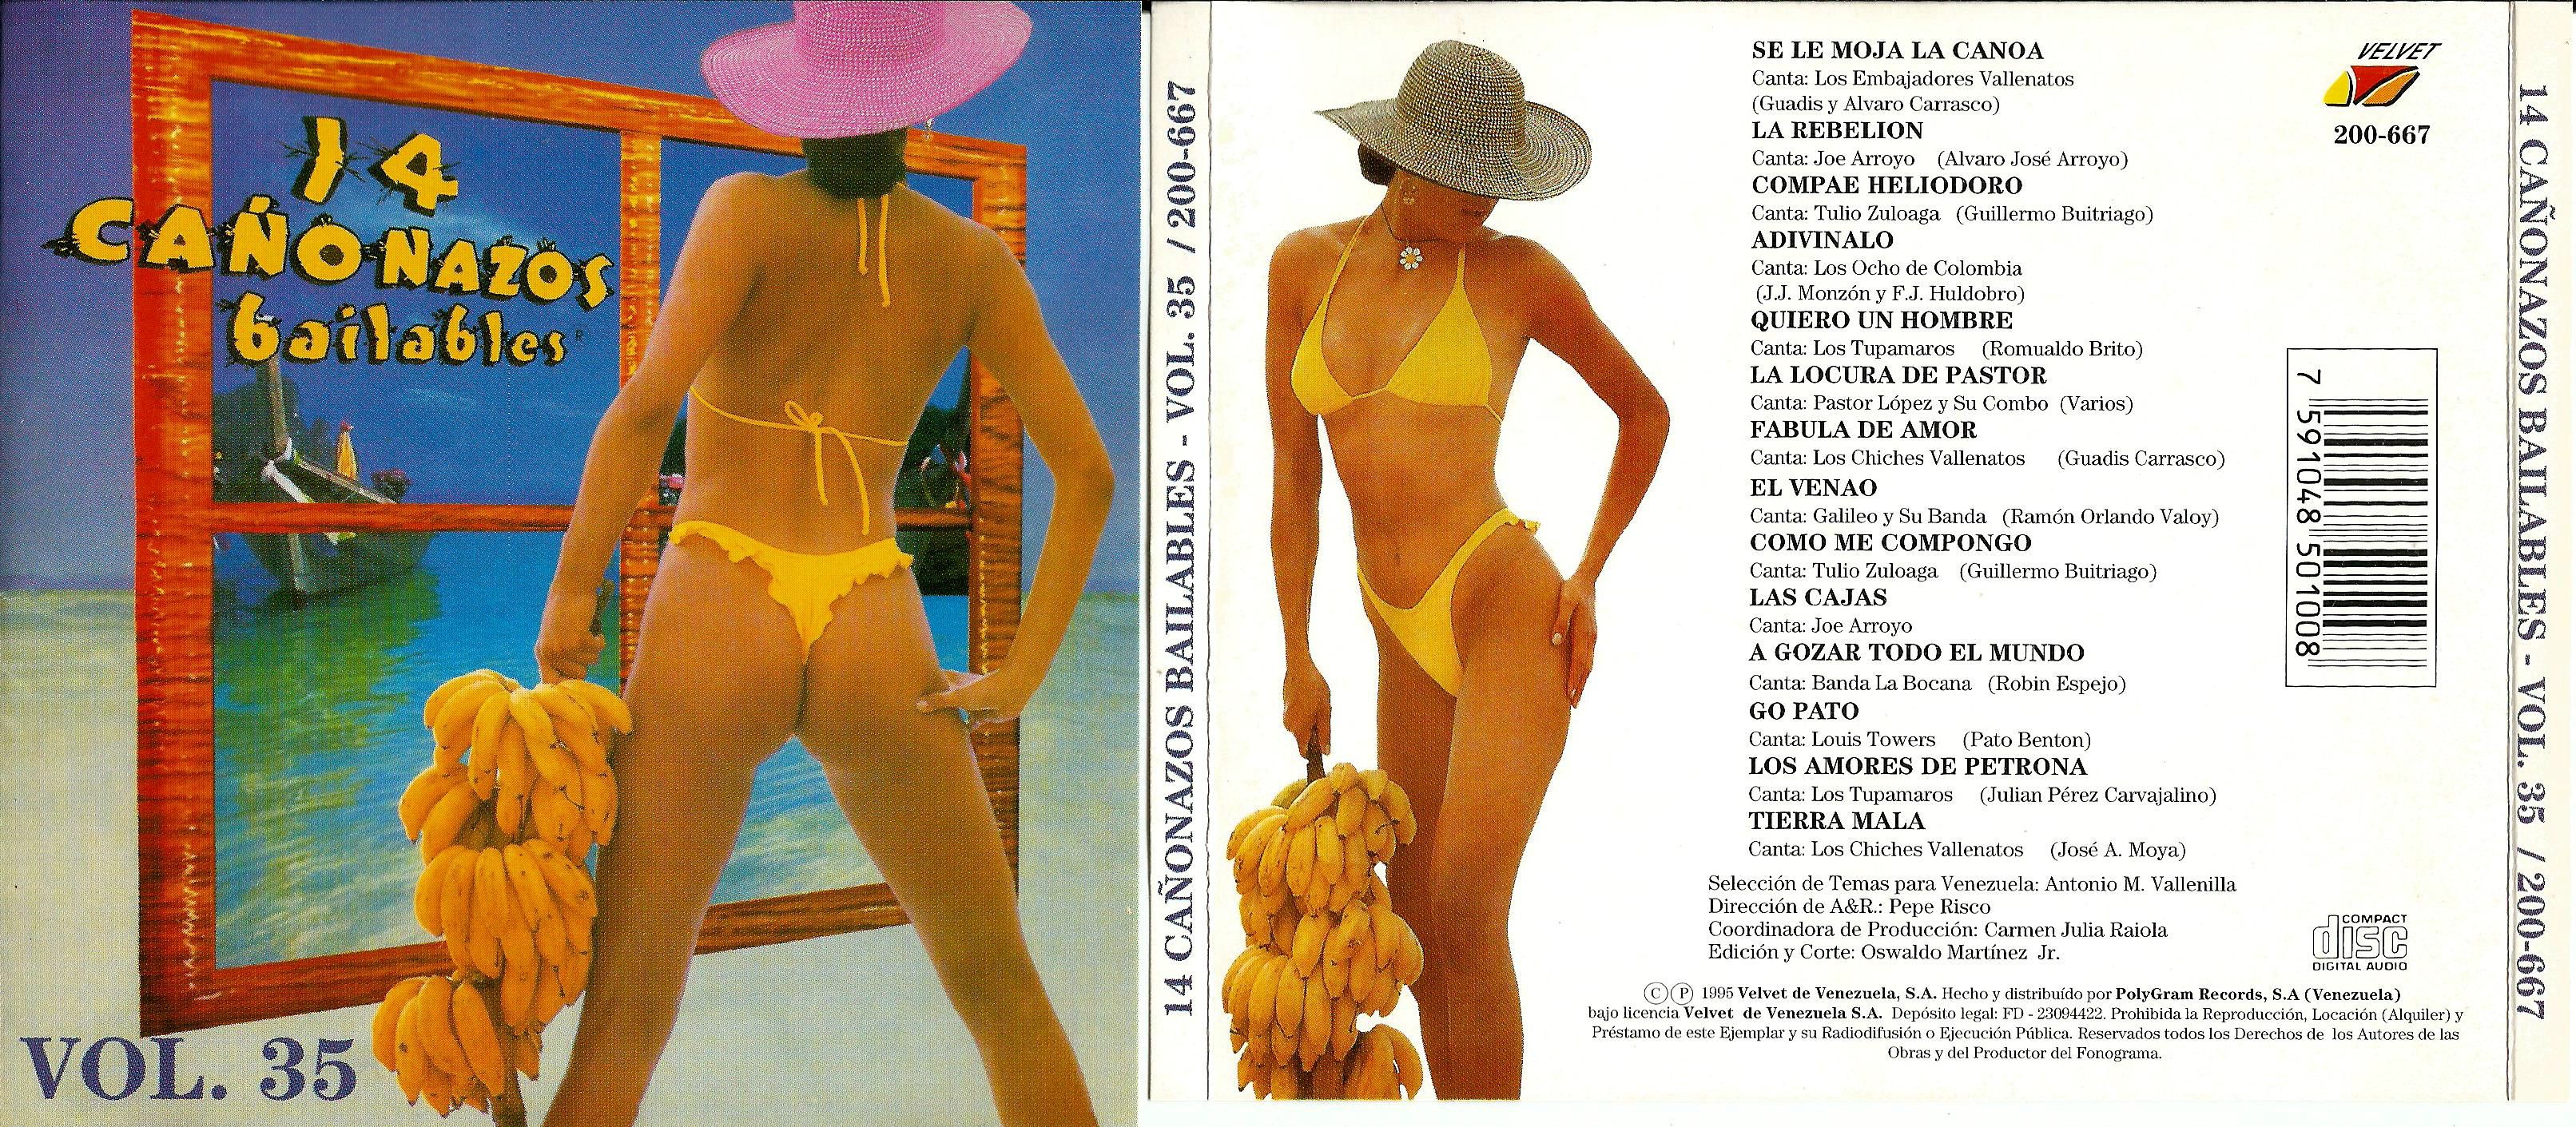 14
CAÑONAZOS
bailables®
VOL. 35
14 CAÑONAZOS BAILABLES - VOL. 35 / 200-667
SE LE MOJA LA CANOA
Canta: Los Embajadores Vallenatos
(Guadis y Alvaro Carrasco)
LA REBELION
Canta: Joe Arroyo (Alvaro José Arroyo)
COMPAE HELIODORO
Canta: Tulio Zuloaga (Guillermo Buitriago)
ADIVINALO
Canta: Los Ocho de Colombia
(J.J. Monzón y F.J. Huldobro)
QUIERO UN HOMBRE
Canta: Los Tupamaros (Romualdo Brito)
LA LOCURA DE PASTOR
Canta: Pastor López y Su Combo (Varios)
FABULA DE AMOR
Canta: Los Chiches Vallenatos (Guadis Carrasco)
EL VENAO
Canta: Galileo y Su Banda (Ramón Orlando Valoy)
COMO ME COMPONGO
Canta: Tulio Zuloaga (Guillermo Buitriago)
LAS CAJAS
Canta: Joe Arroyo
A GOZAR TODO EL MUNDO
Canta: Banda La Bocana (Robin Espejo)
GO PATO
Canta: Louis Towers (Pato Benton)
LOS AMORES DE PETRONA
Canta: Los Tupamaros (Julian Pérez Carvajalino)
TIERRA MALA
Canta: Los Chiches Vallenatos (José A. Moya)
Selección de Temas para Venezuela: Antonio M. Vallenilla
Dirección de A&R.: Pepe Risco
Coordinadora de Producción: Carmen Julia Raiola
Edición y Corte: Oswaldo Martínez Jr.
Ⓒ Ⓟ 1995 Velvet de Venezuela, S.A. Hecho y distribuído por PolyGram Records, S.A (Venezuela)
bajo licencia Velvet de Venezuela S.A. Depósito legal: FD - 23094422. Prohibida la Reproducción, Locación (Alquiler) y
Préstamo de este Ejemplar y su Radiodifusión o Ejecución Pública. Reservados todos los Derechos de los Autores de las
Obras y del Productor del Fonograma.
VELVET
200-667
7 591048 501008
COMPACT
disc
DIGITAL AUDIO
14 CAÑONAZOS BAILABLES - VOL. 35 / 200-667